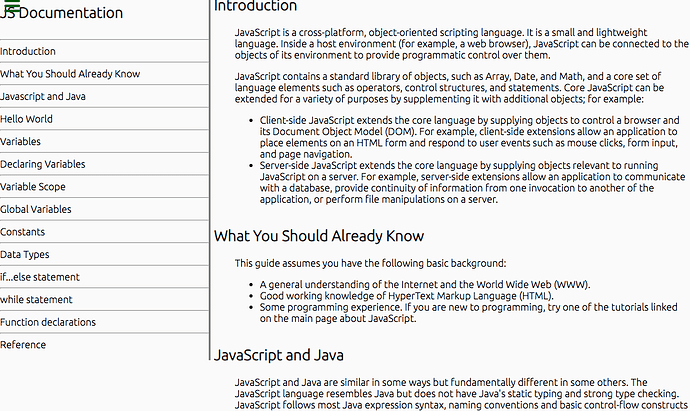 JS Documentation
Introduction
What You Should Already Know
Javascript and Java
Hello World
Variables
Declaring Variables
Variable Scope
Global Variables
Constants
Data Types
if...else statement
while statement
Function declarations
Reference
Introduction
JavaScript is a cross-platform, object-oriented scripting language. It is a small and lightweight
language. Inside a host environment (for example, a web browser), JavaScript can be connected to the
objects of its environment to provide programmatic control over them.
JavaScript contains a standard library of objects, such as Array, Date, and Math, and a core set of
language elements such as operators, control structures, and statements. Core JavaScript can be
extended for a variety of purposes by supplementing it with additional objects; for example:
• Client-side JavaScript extends the core language by supplying objects to control a browser and
its Document Object Model (DOM). For example, client-side extensions allow an application to
place elements on an HTML form and respond to user events such as mouse clicks, form input,
and page navigation.
• Server-side JavaScript extends the core language by supplying objects relevant to running
JavaScript on a server. For example, server-side extensions allow an application to communicate
with a database, provide continuity of information from one invocation to another of the
application, or perform file manipulations on a server.
What You Should Already Know
This guide assumes you have the following basic background:
• A general understanding of the Internet and the World Wide Web (WWW).
• Good working knowledge of HyperText Markup Language (HTML).
• Some programming experience. If you are new to programming, try one of the tutorials linked
on the main page about JavaScript.
JavaScript and Java
JavaScript and Java are similar in some ways but fundamentally different in some others. The
JavaScript language resembles Java but does not have Java's static typing and strong type checking.
JavaScript follows most Java expression syntax, naming conventions and basic control-flow constructs